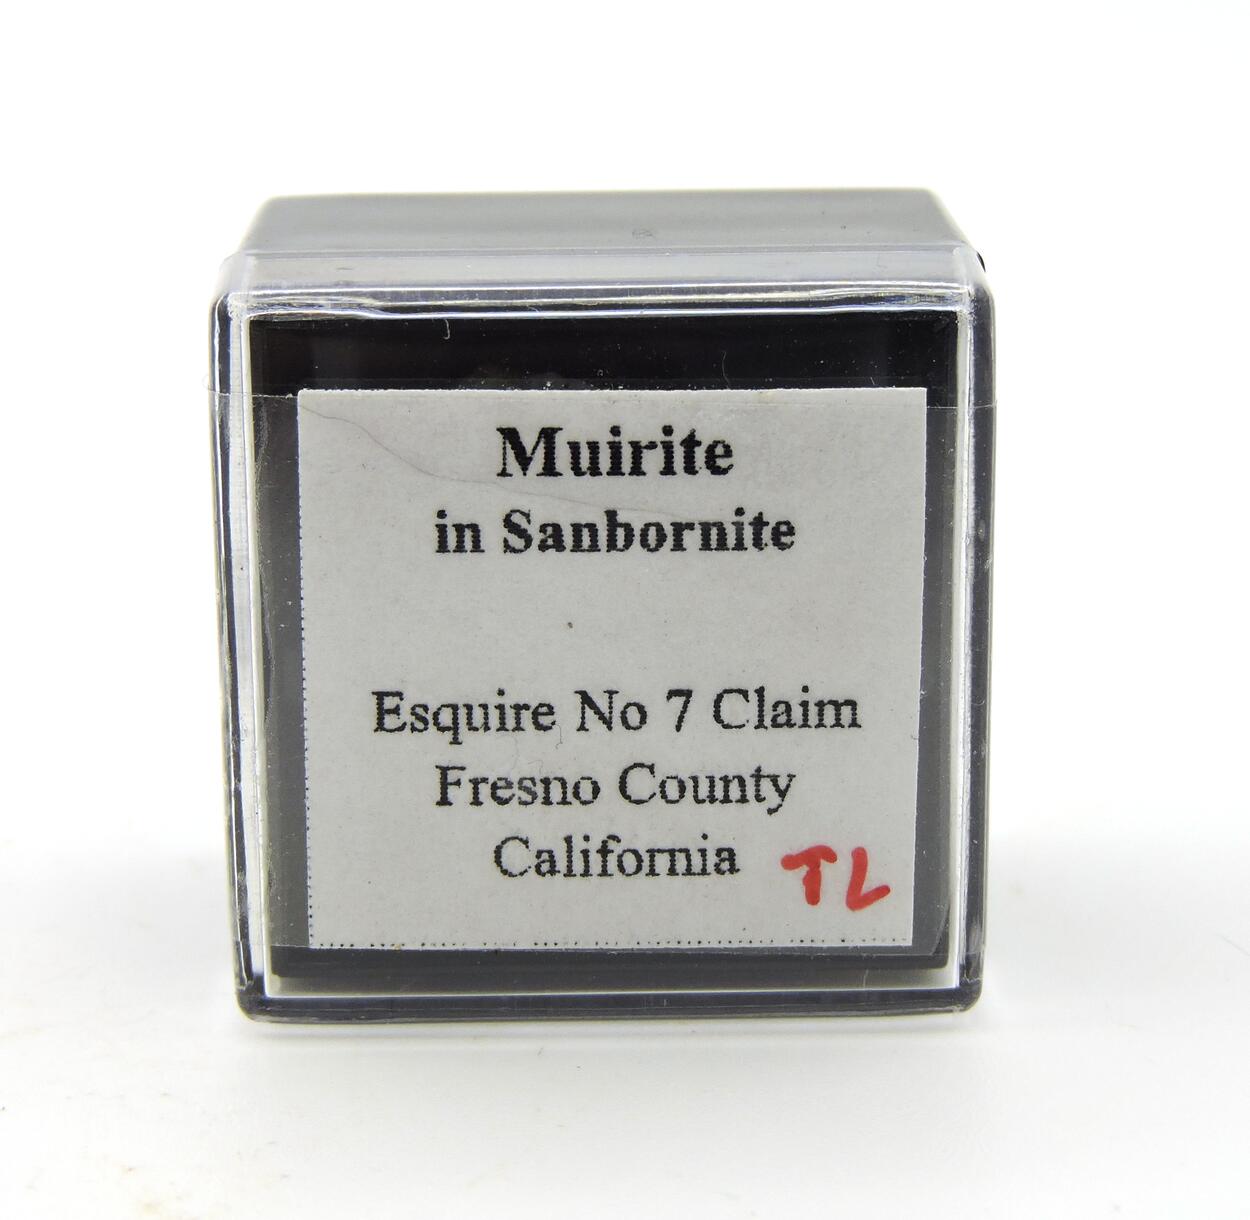 Muirite
in Sanbornite
Esquire No 7 Claim
Fresno County
California
TL